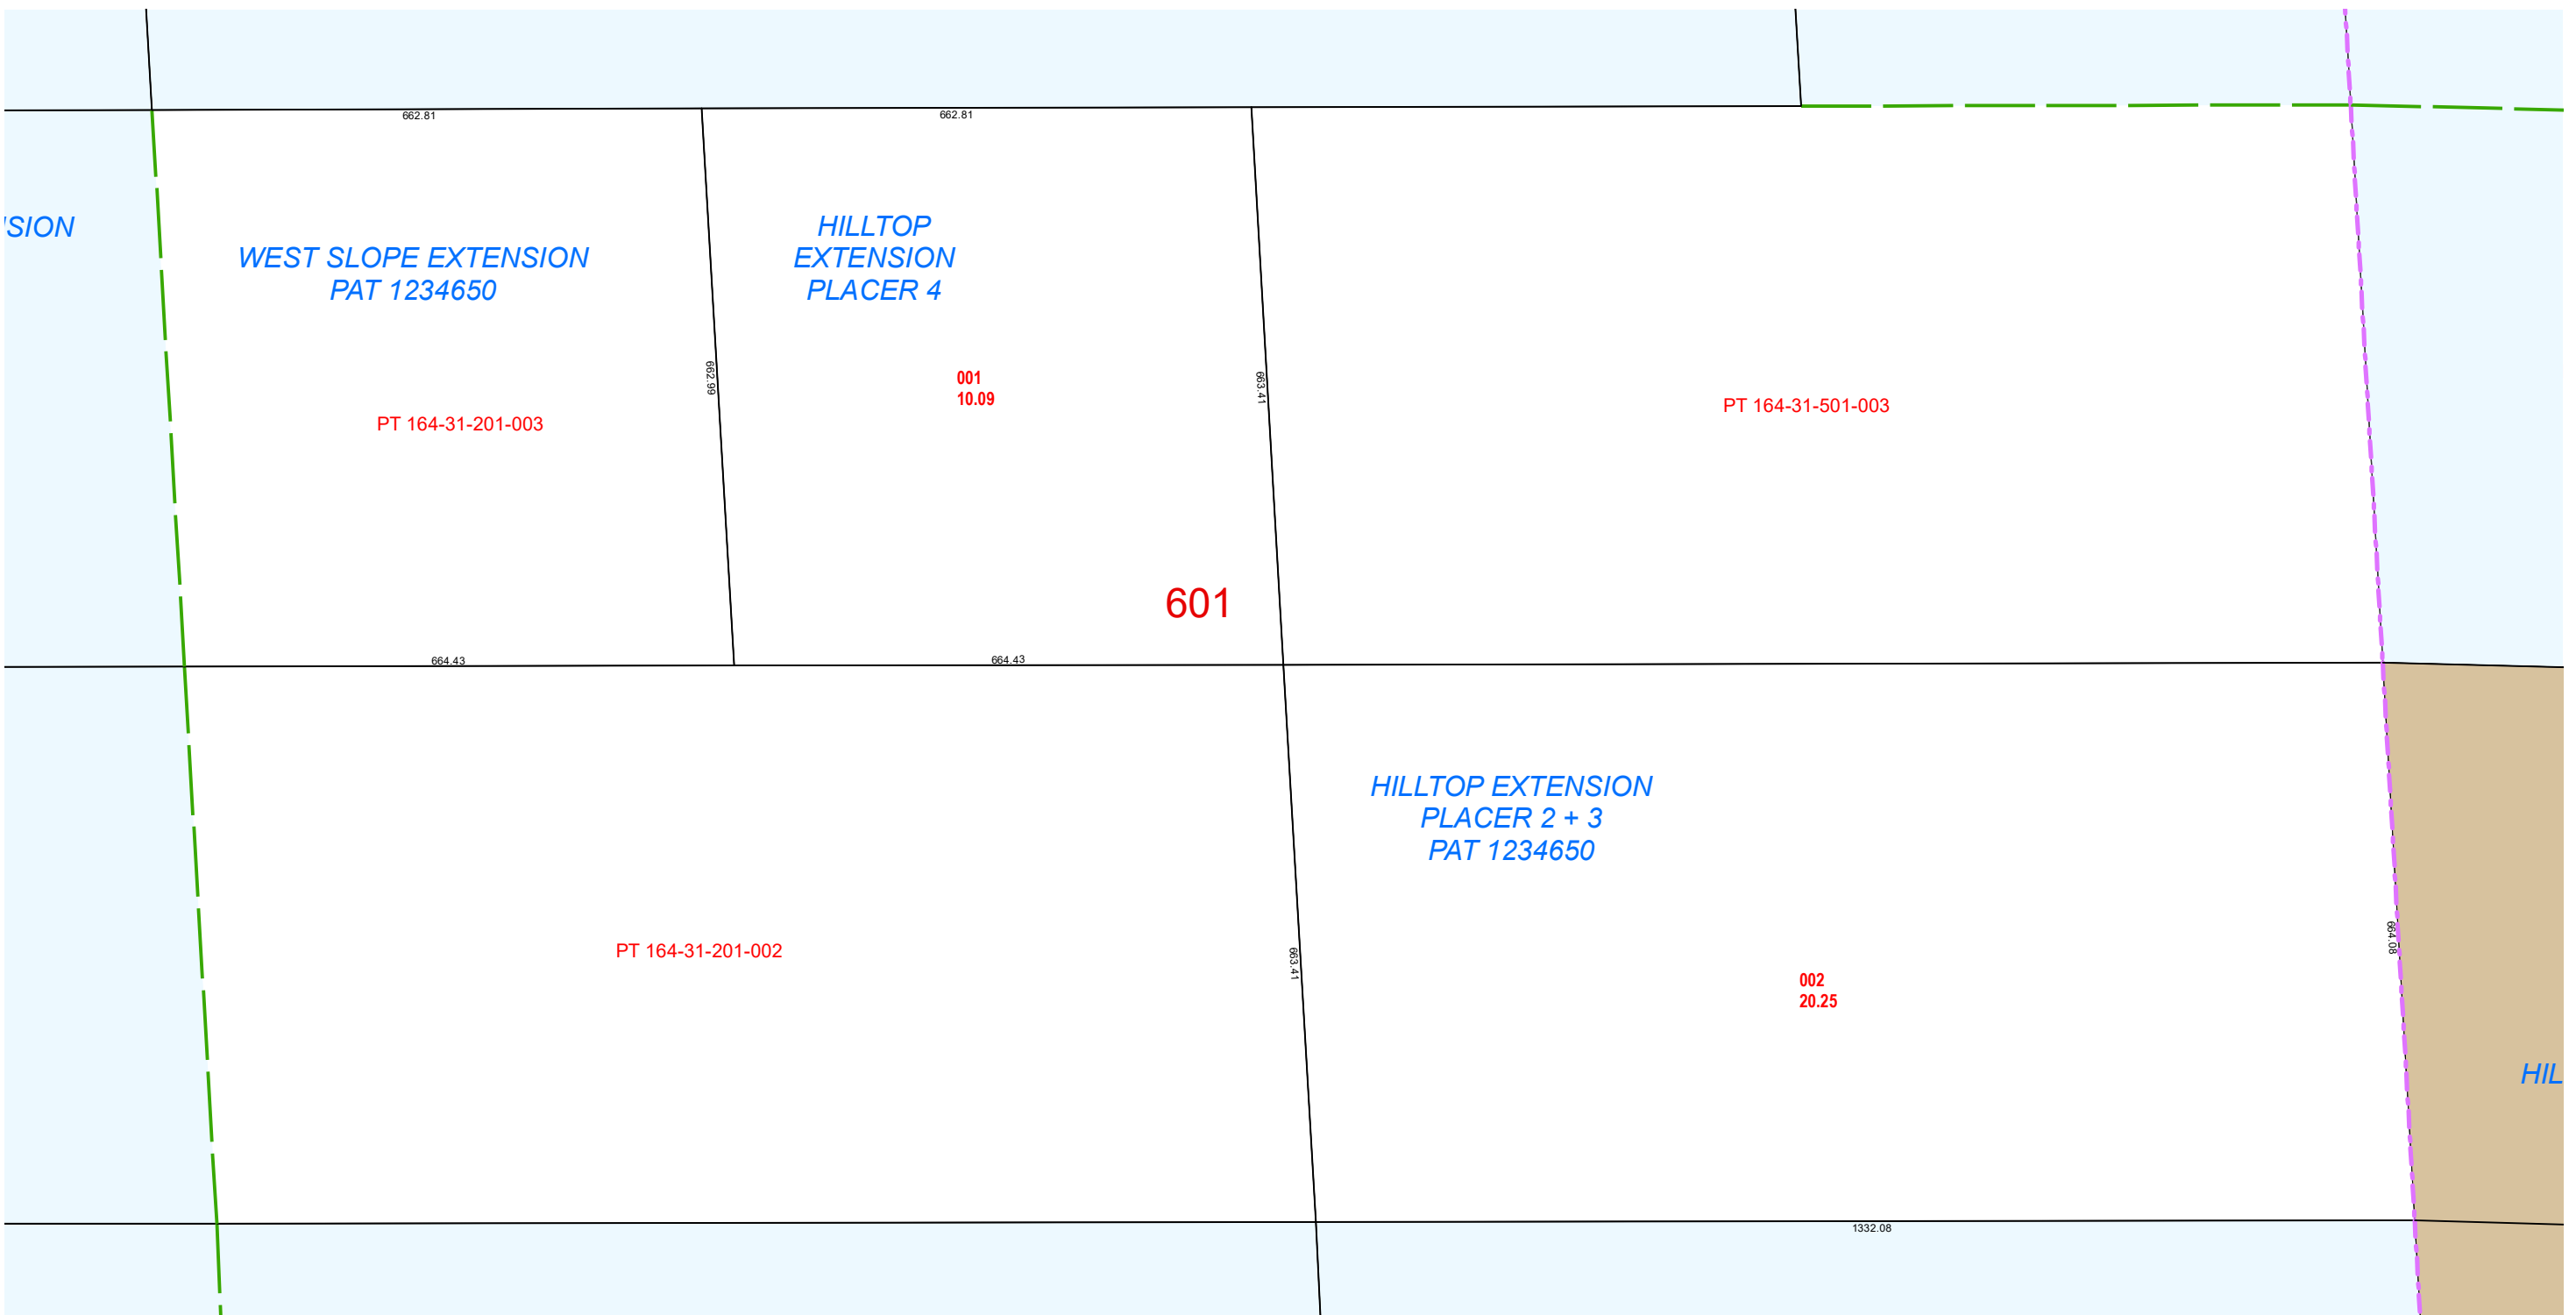 662.81
662.81
ISION
WEST SLOPE EXTENSION
PAT 1234650
HILLTOP
EXTENSION
PLACER 4
662.99
001
10.09
663.41
PT 164-31-201-003
PT 164-31-501-003
601
664.43
664.43
HILLTOP EXTENSION
PLACER 2 + 3
PAT 1234650
PT 164-31-201-002
663.41
002
20.25
664.08
HIL
1332.08